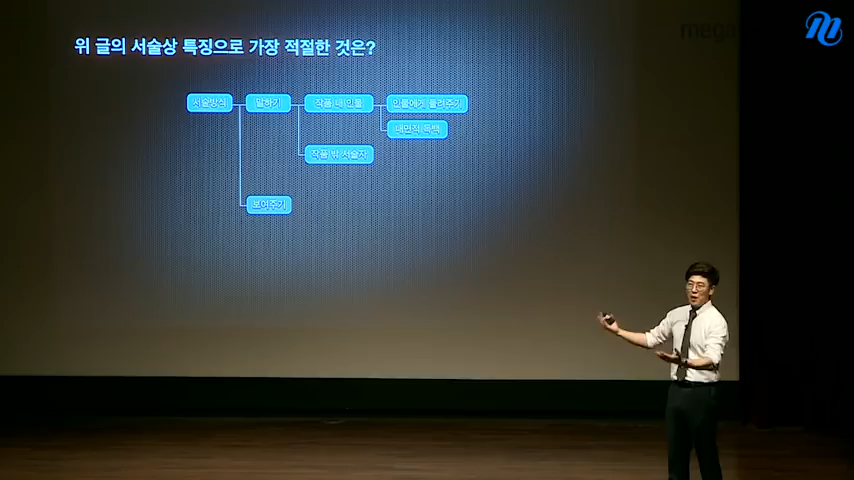 위 글의 서술상 특징으로 가장 적절한 것은?
서술방식
말하기
작품 내 인물
인물에게 들려주기
내면적 독백
작품 밖 서술자
보여주기
mega